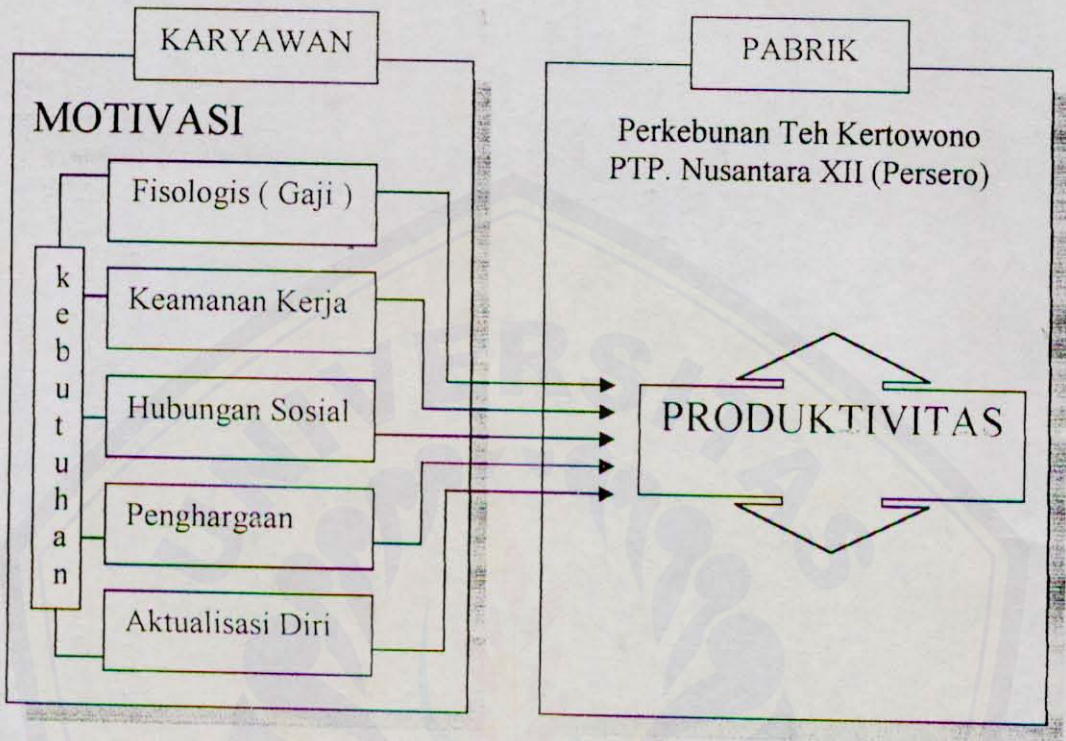 KARYAWAN
MOTIVASI
kebutuhan
Fisologis ( Gaji )
Keamanan Kerja
Hubungan Sosial
Penghargaan
Aktualisasi Diri
PABRIK
Perkebunan Teh Kertowono
PTP. Nusantara XII (Persero)
PRODUKTIVITAS
UNIVERSITAS